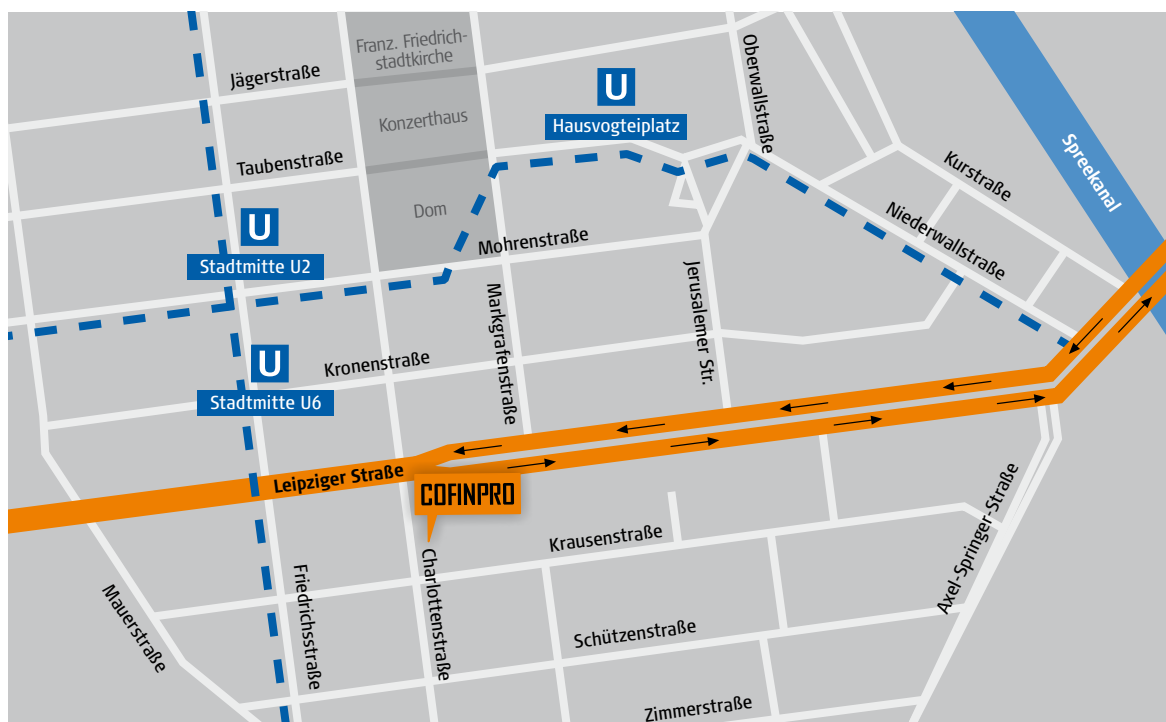 Franz. Friedrich-
stadtkirche
Jägerstraße
U
Hausvogteiplatz
Oberwallstraße
Konzerthaus
Taubenstraße
Kurstraße
Spreekanal
Dom
Niederwallstraße
U
Stadtmitte U2
Mohrenstraße
Markgrafenstraße
Jerusalemer Str.
U
Stadtmitte U6
Kronenstraße
Leipziger Straße
COFINPRO
Krausenstraße
Axel-Springer-Straße
Mauerstraße
Friedrichsstraße
Charlottenstraße
Schützenstraße
Zimmerstraße